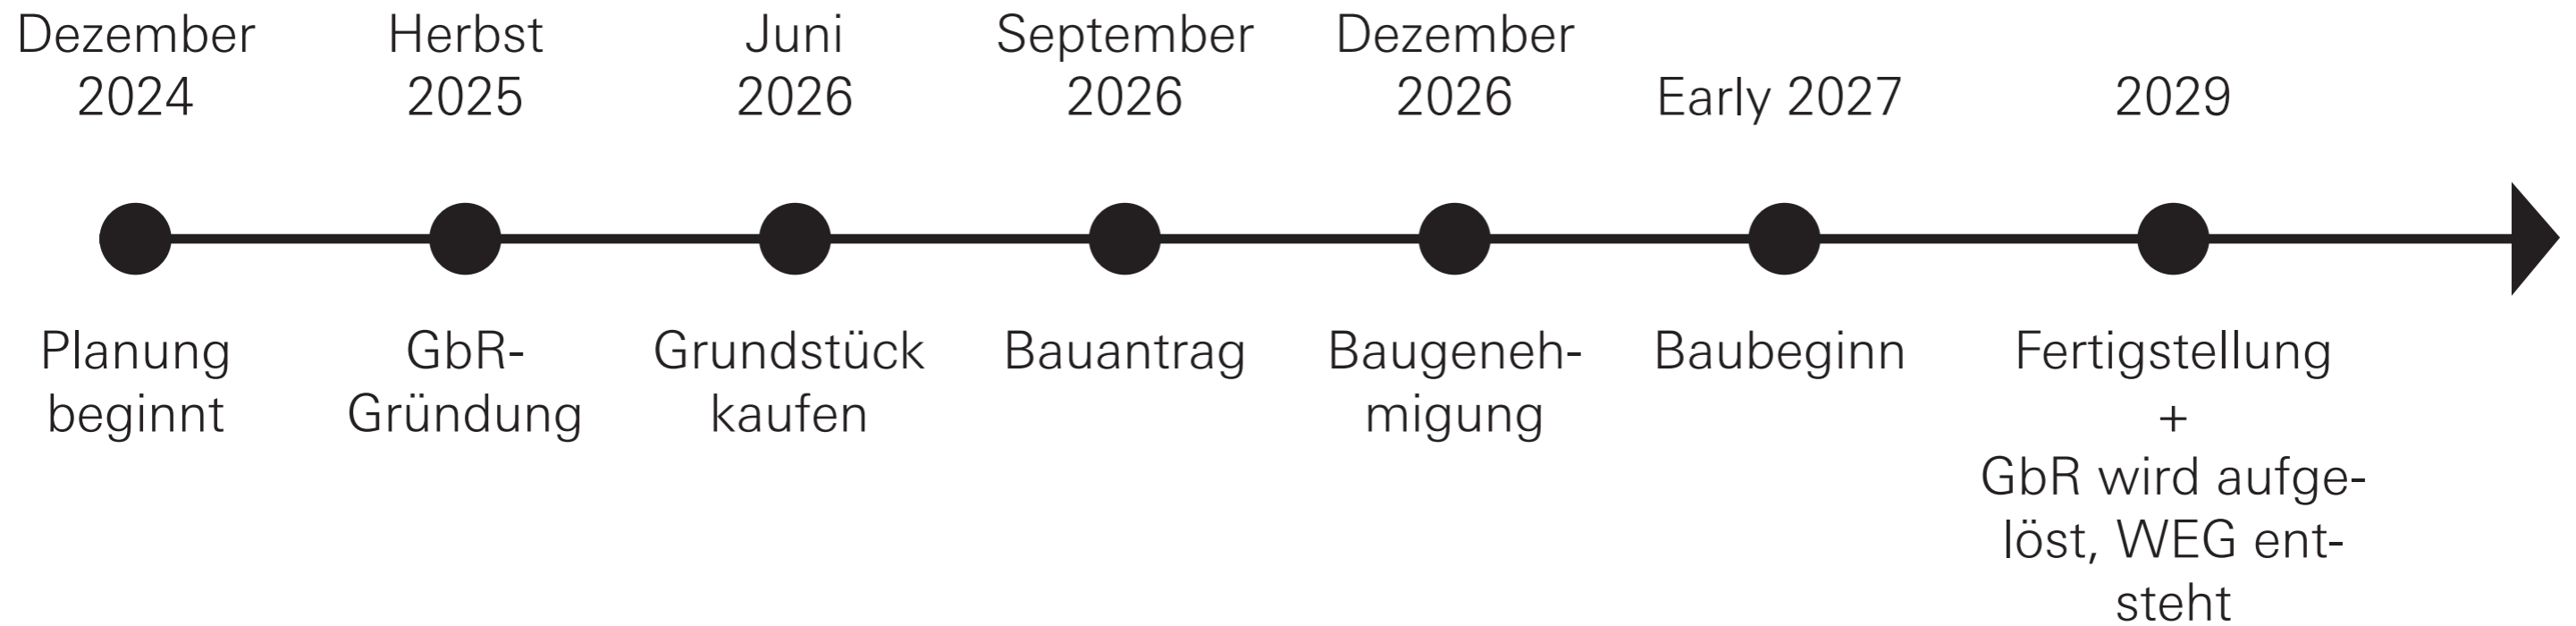 Dezember
2024
Herbst
2025
Juni
2026
September
2026
Dezember
2026
Early 2027
2029
Planung
beginnt
GbR-
Gründung
Grundstück
kaufen
Bauantrag
Baugeneh-
migung
Baubeginn
Fertigstellung
+
GbR wird aufge-
löst, WEG ent-
steht